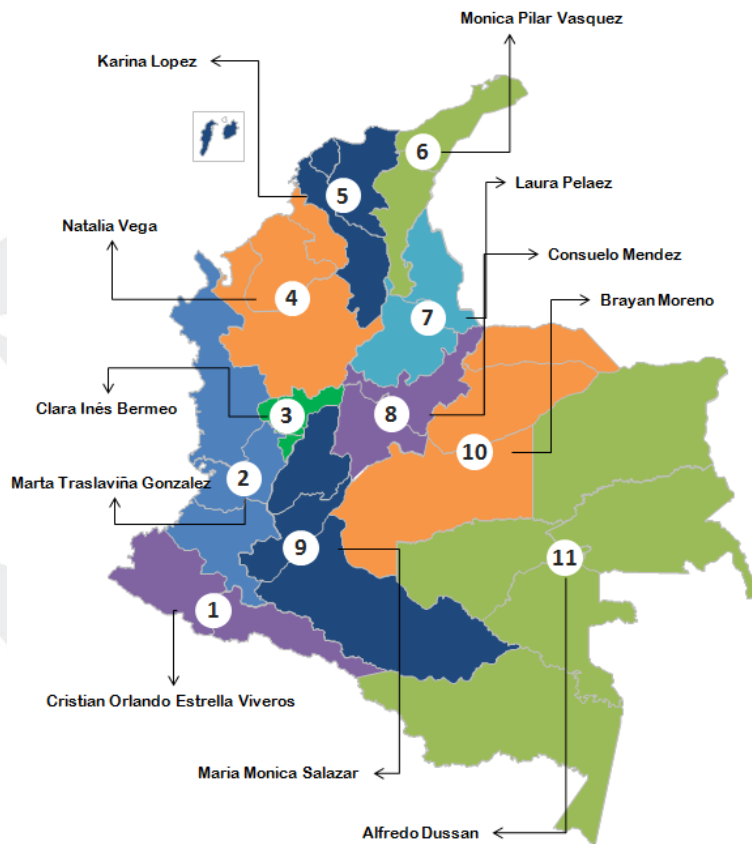 Monica Pilar Vasquez
Karina Lopez
6
Laura Pelaez
5
Natalia Vega
Consuelo Mendez
4
Brayan Moreno
7
Clara Inés Bermeo
3
8
10
Marta Traslaviña Gonzalez
2
9
11
1
Cristian Orlando Estrella Viveros
Maria Monica Salazar
Alfredo Dussan